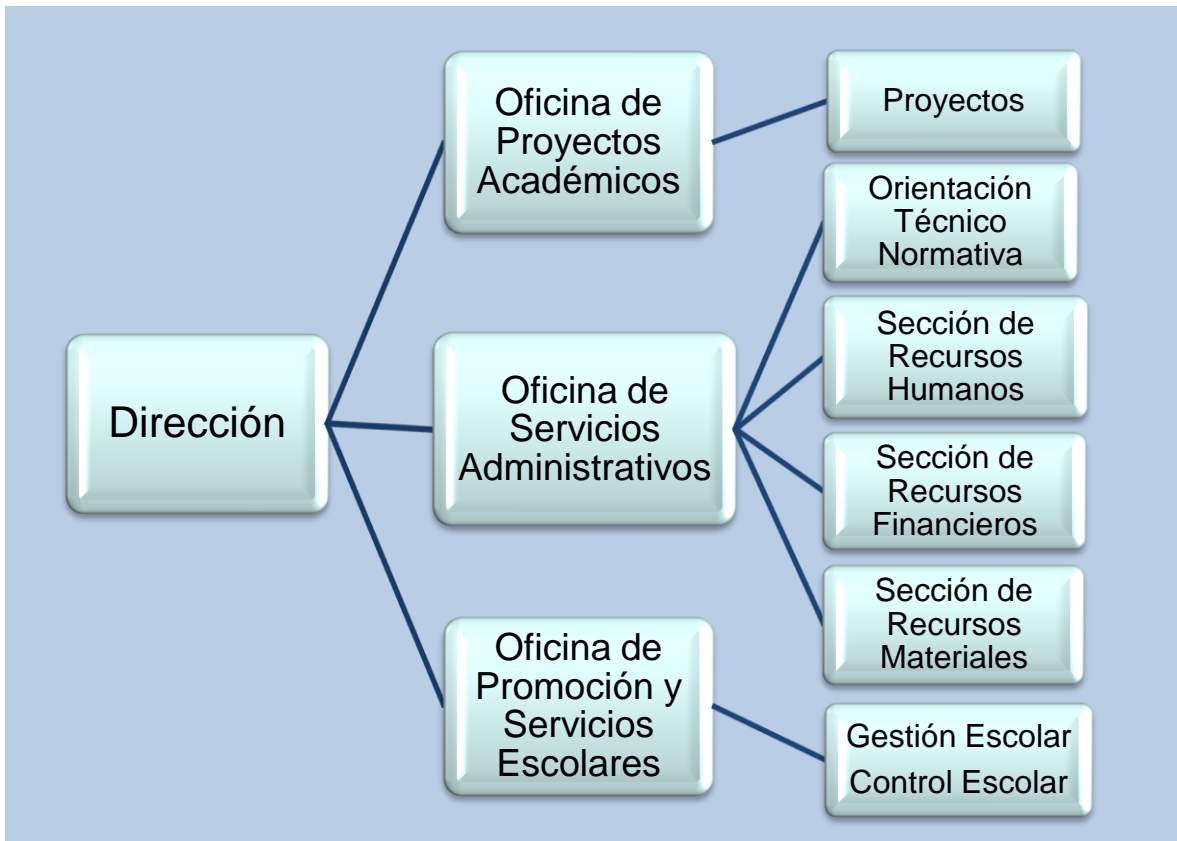 Dirección
Oficina de
Proyectos
Académicos
Oficina de
Servicios
Administrativos
Oficina de
Promoción y
Servicios
Escolares
Proyectos
Orientación
Técnico
Normativa
Sección de
Recursos
Humanos
Sección de
Recursos
Financieros
Sección de
Recursos
Materiales
Gestión Escolar
Control Escolar